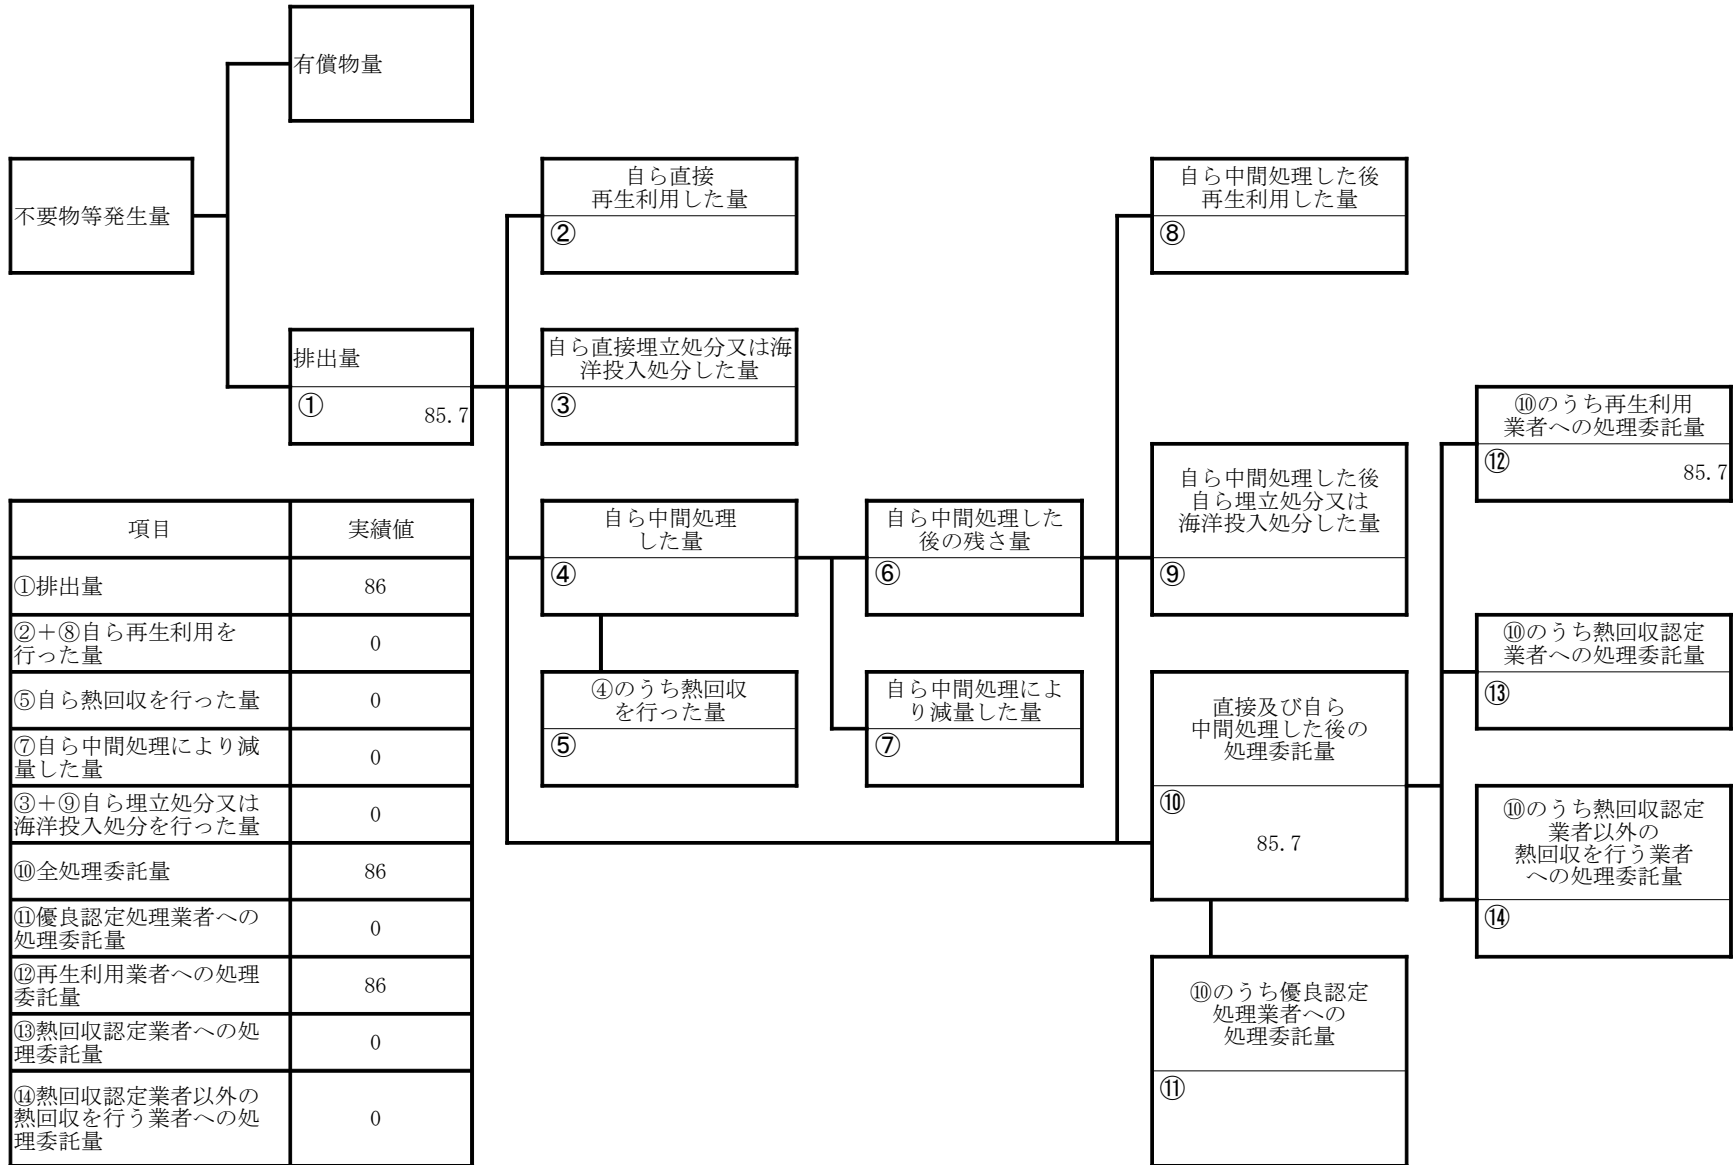 有償物量
不要物等発生量
自ら直接
再生利用した量
②
自ら中間処理した後
再生利用した量
⑧
排出量
①
85.7
自ら直接埋立処分又は海
洋投入処分した量
③
⑩のうち再生利用
業者への処理委託量
⑫
85.7
自ら中間処理した後
自ら埋立処分又は
海洋投入処分した量
⑨
自ら中間処理
した量
④
自ら中間処理した
後の残さ量
⑥
⑩のうち熱回収認定
業者への処理委託量
⑬
④のうち熱回収
を行った量
⑤
自ら中間処理によ
り減量した量
⑦
直接及び自ら
中間処理した後の
処理委託量
⑩
85.7
⑩のうち熱回収認定
業者以外の
熱回収を行う業者
への処理委託量
⑭
⑩のうち優良認定
処理業者への
処理委託量
⑪
項目 実績値
①排出量 86
②+⑧自ら再生利用を
行った量 0
⑤自ら熱回収を行った量 0
⑦自ら中間処理により減
量した量 0
③+⑨自ら埋立処分又は
海洋投入処分を行った量 0
⑩全処理委託量 86
⑪優良認定処理業者への
処理委託量 0
⑫再生利用業者への処理
委託量 86
⑬熱回収認定業者への処
理委託量 0
⑭熱回収認定業者以外の
熱回収を行う業者への処
理委託量 0